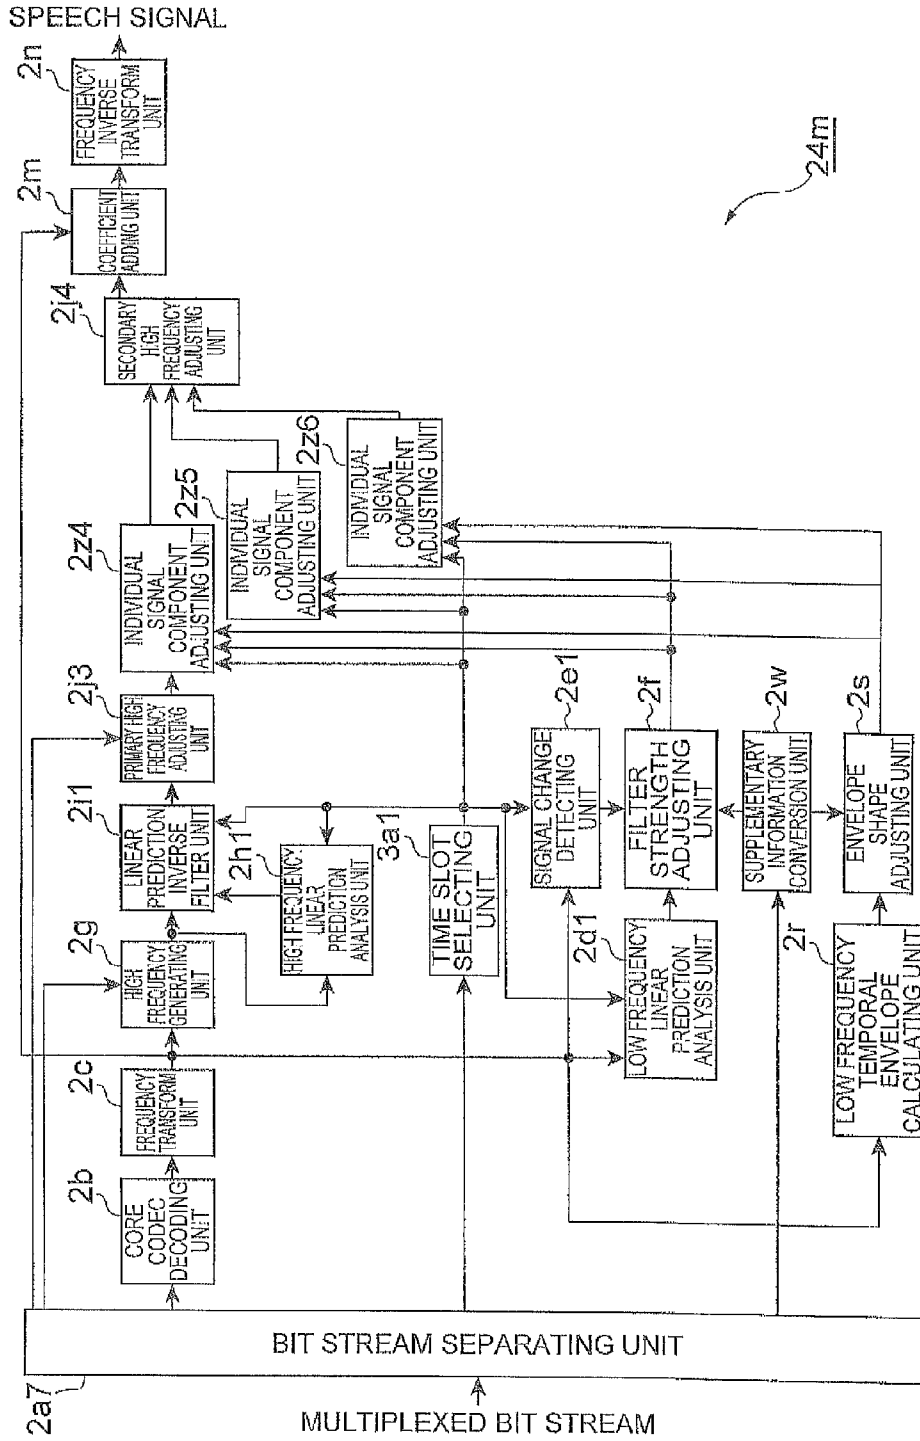 SPEECH SIGNAL
2n
FREQUENCY
INVERSE
TRANSFORM
UNIT
2m
COEFFICIENT
ADDING UNIT
2j4
SECONDARY
HIGH
FREQUENCY
ADJUSTING
UNIT
24m
2z4
INDIVIDUAL
SIGNAL
COMPONENT
ADJUSTING UNIT
2z5
INDIVIDUAL
SIGNAL
COMPONENT
ADJUSTING UNIT
2z6
INDIVIDUAL
SIGNAL
COMPONENT
ADJUSTING UNIT
2j3
PRIMARY HIGH
FREQUENCY
ADJUSTING
UNIT
2i1
LINEAR
PREDICTION
INVERSE
FILTER UNIT
2h1
HIGH FREQUENCY
LINEAR
PREDICTION
ANALYSIS UNIT
3a1
TIME SLOT
SELECTING
UNIT
2e1
SIGNAL CHANGE
DETECTING
UNIT
2f
FILTER
STRENGTH
ADJUSTING
UNIT
2w
SUPPLEMENTARY
INFORMATION
CONVERSION UNIT
2s
ENVELOPE
SHAPE
ADJUSTING UNIT
2g
HIGH
FREQUENCY
GENERATING
UNIT
2d1
LOW FREQUENCY
LINEAR
PREDICTION
ANALYSIS UNIT
2r
LOW FREQUENCY
TEMPORAL
ENVELOPE
CALCULATING UNIT
2c
FREQUENCY
TRANSFORM
UNIT
2b
CORE
CODEC
DECODING
UNIT
2a7
BIT STREAM SEPARATING UNIT
MULTIPLEXED BIT STREAM